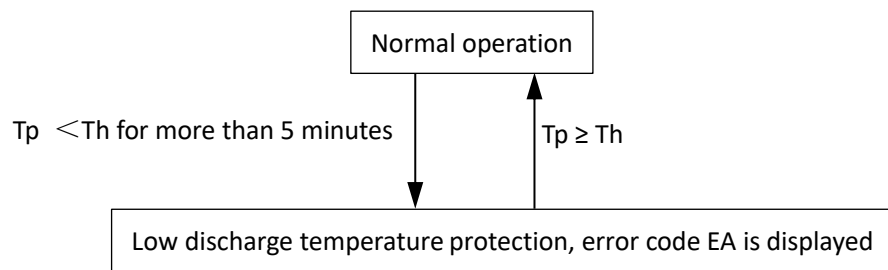 Normal operation
Tp ＜Th for more than 5 minutes
Tp ≥ Th
Low discharge temperature protection, error code EA is displayed